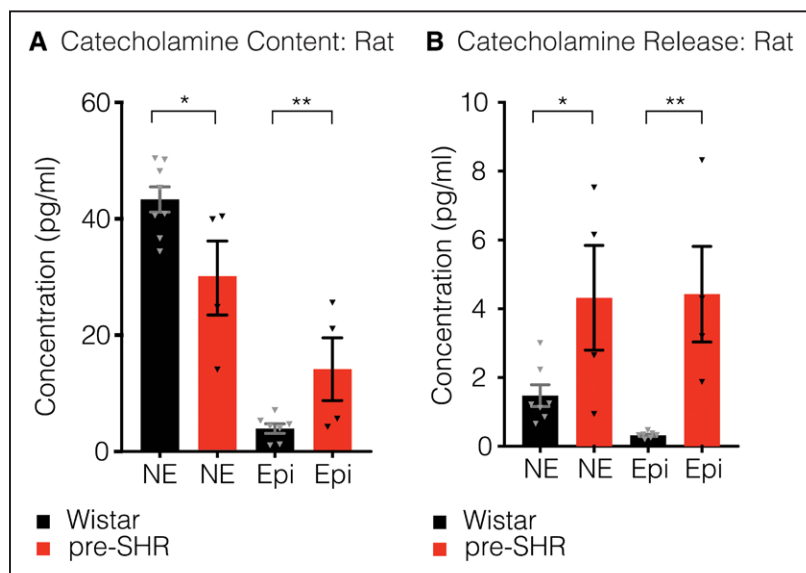 A Catecholamine Content: Rat
Concentration (pg/ml)
60
40
20
0
*
**
NE NE Epi Epi
Wistar
pre-SHR
B Catecholamine Release: Rat
Concentration (pg/ml)
10
8
6
4
2
0
*
**
NE NE Epi Epi
Wistar
pre-SHR